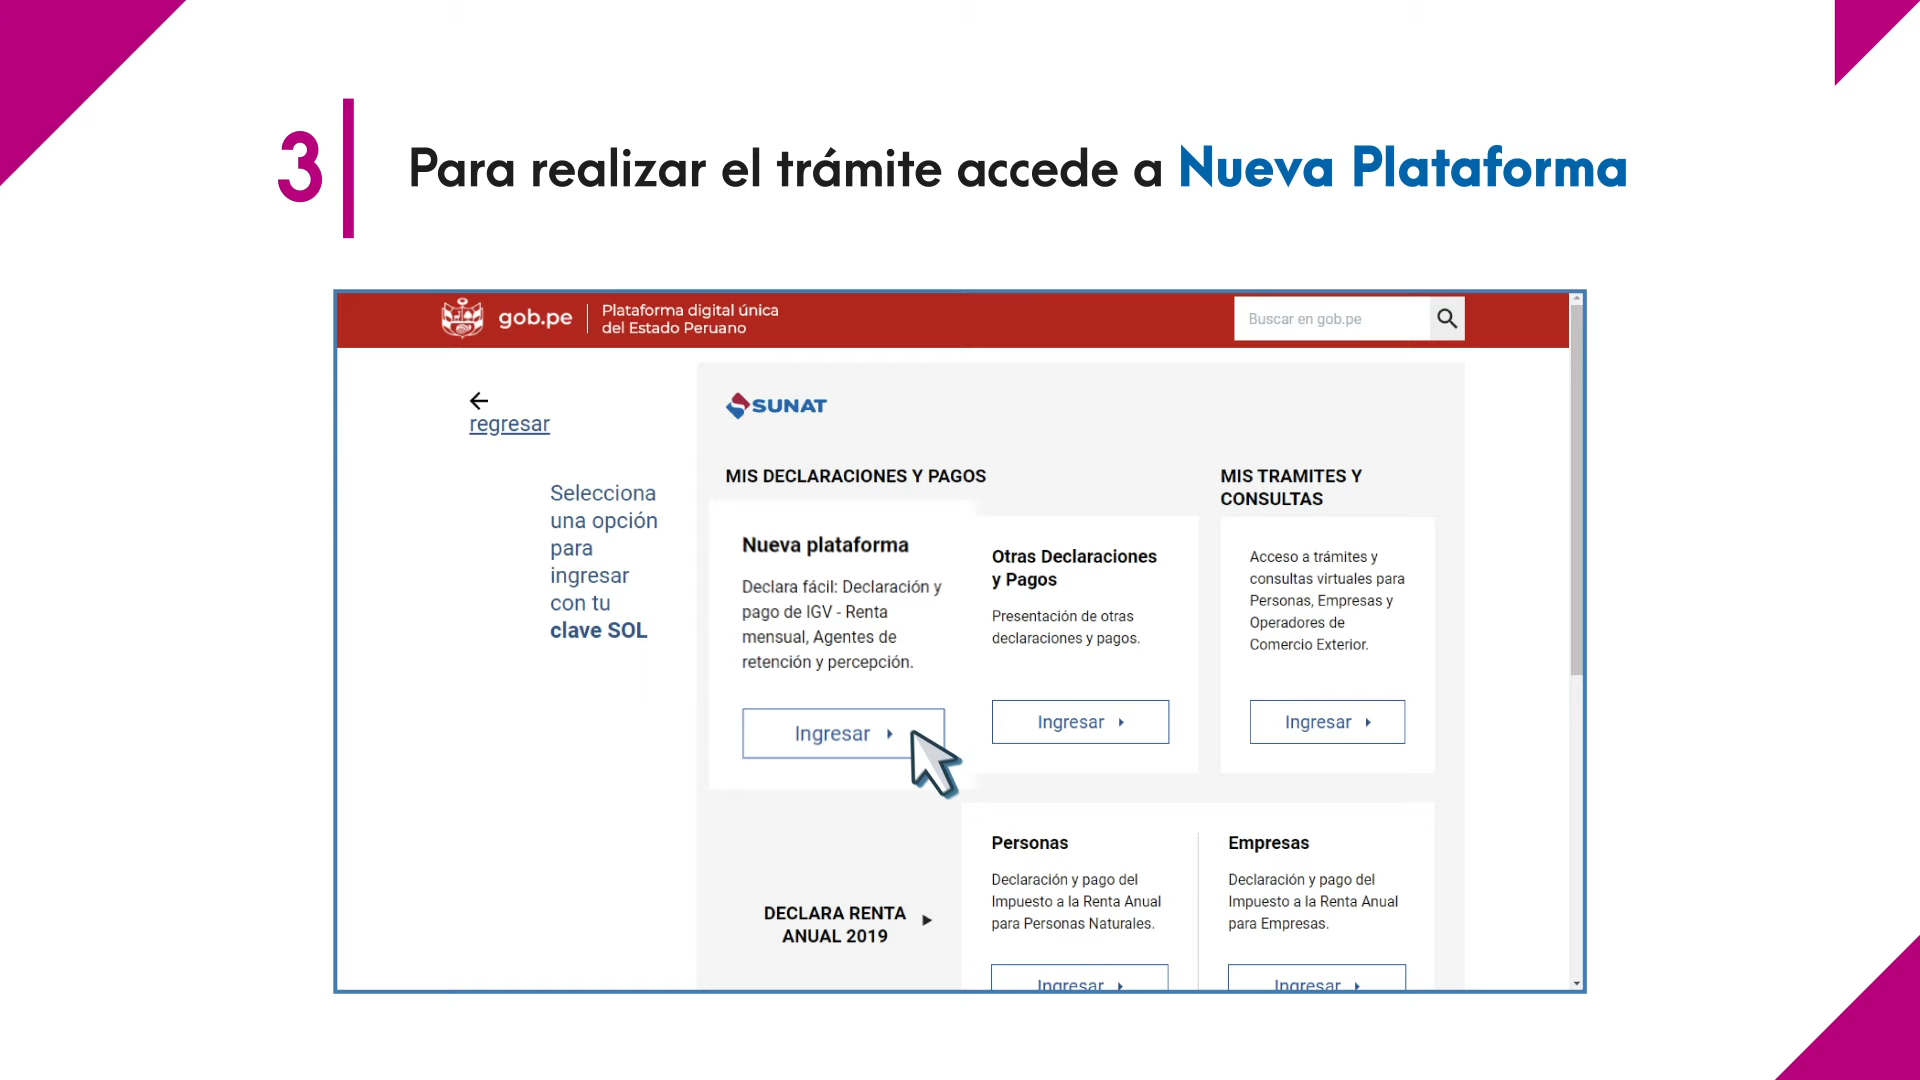 3
Para realizar el trámite accede a Nueva Plataforma
gob.pe
Plataforma digital única
del Estado Peruano
Buscar en gob.pe
regresar
Selecciona
una opción
para
ingresar
con tu
clave SOL
SUNAT
MIS DECLARACIONES Y PAGOS
Nueva plataforma
Declara fácil: Declaración y
pago de IGV - Renta
mensual, Agentes de
retención y percepción.
Ingresar
Otras Declaraciones
y Pagos
Presentación de otras
declaraciones y pagos.
Ingresar
MIS TRAMITES Y
CONSULTAS
Acceso a trámites y
consultas virtuales para
Personas, Empresas y
Operadores de
Comercio Exterior.
Ingresar
DECLARA RENTA
ANUAL 2019
Personas
Declaración y pago del
Impuesto a la Renta Anual
para Personas Naturales.
Ingresar
Empresas
Declaración y pago del
Impuesto a la Renta Anual
para Empresas.
Ingresar